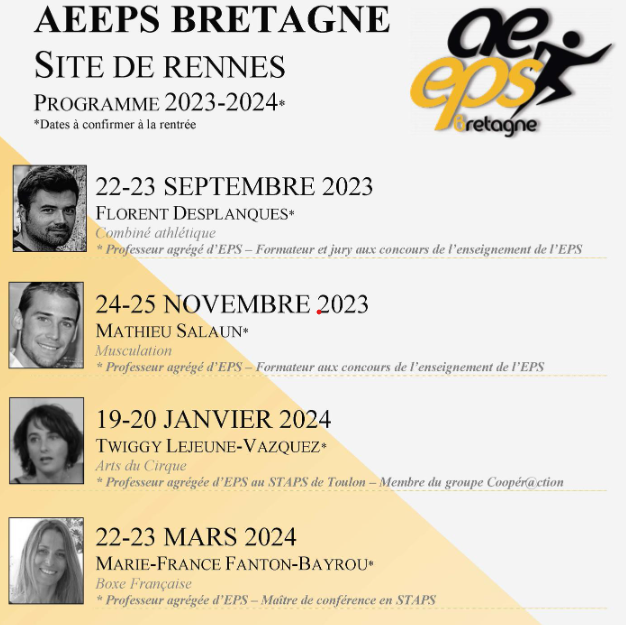 AEEPS BRETAGNE
SITE DE RENNES
PROGRAMME 2023-2024*
*Dates à confirmer à la rentrée
ae
eps
Bretagne
22-23 SEPTEMBRE 2023
FLORENT DESPLANQUES*
Combiné athlétique
* Professeur agrégé d'EPS – Formateur et jury aux concours de l'enseignement de l'EPS
24-25 NOVEMBRE 2023
MATHIEU SALAUN*
Musculation
* Professeur agrégé d'EPS – Formateur aux concours de l'enseignement de l'EPS
19-20 JANVIER 2024
TWIGGY LEJEUNE-VAZQUEZ*
Arts du Cirque
* Professeur agrégée d'EPS au STAPS de Toulon – Membre du groupe Coopér@ction
22-23 MARS 2024
MARIE-FRANCE FANTON-BAYROU*
Boxe Française
* Professeur agrégée d'EPS – Maître de conférence en STAPS